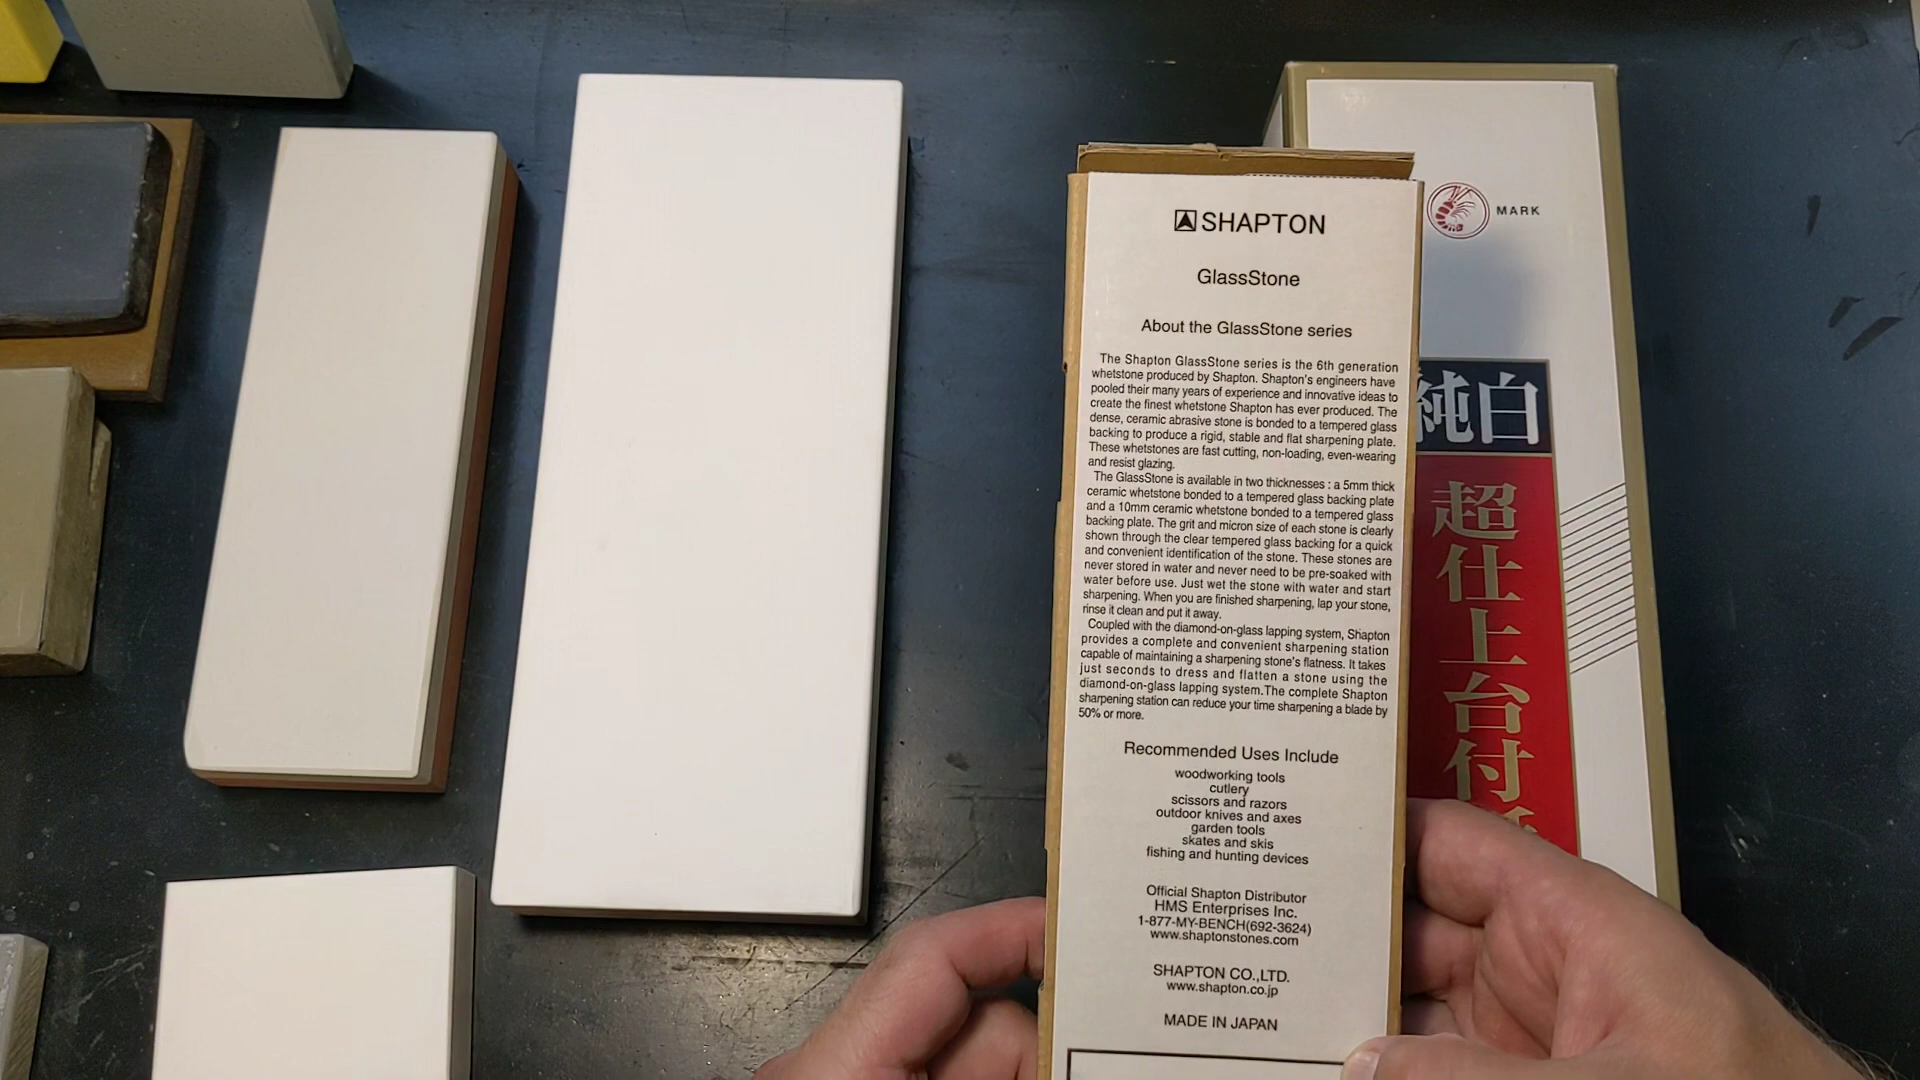 SHAPTON
GlassStone
About the GlassStone series
The Shapton GlassStone series is the 6th generation
whetstone produced by Shapton. Shapton's engineers have
pooled their many years of experience and innovative ideas to
create the finest whetstone Shapton has ever produced. The
dense, ceramic abrasive stone is bonded to a tempered glass
backing to produce a rigid, stable and flat sharpening plate.
These whetstones are fast cutting, non-loading, even-wearing
and resist glazing.
The GlassStone is available in two thicknesses : a 5mm thick
ceramic whetstone bonded to a tempered glass backing plate
and a 10mm ceramic whetstone bonded to a tempered glass
backing plate. The grit and micron size of each stone is clearly
shown through the clear tempered glass backing for a quick
and convenient identification of the stone. These stones are
never stored in water and never need to be pre-soaked with
water before use. Just wet the stone with water and start
sharpening. When you are finished sharpening, lap your stone,
rinse it clean and put it away.
Coupled with the diamond-on-glass lapping system, Shapton
provides a complete and convenient sharpening station
capable of maintaining a sharpening stone's flatness. It takes
just seconds to dress and flatten a stone using the
diamond-on-glass lapping system.The complete Shapton
sharpening station can reduce your time sharpening a blade by
50% or more.
Recommended Uses Include
woodworking tools
cutlery
scissors and razors
outdoor knives and axes
garden tools
skates and skis
fishing and hunting devices
Official Shapton Distributor
HMS Enterprises Inc.
1-877-MY-BENCH(692-3624)
www.shaptonstones.com
SHAPTON CO.,LTD.
www.shapton.co.jp
MADE IN JAPAN
MARK
純白
超仕上台付